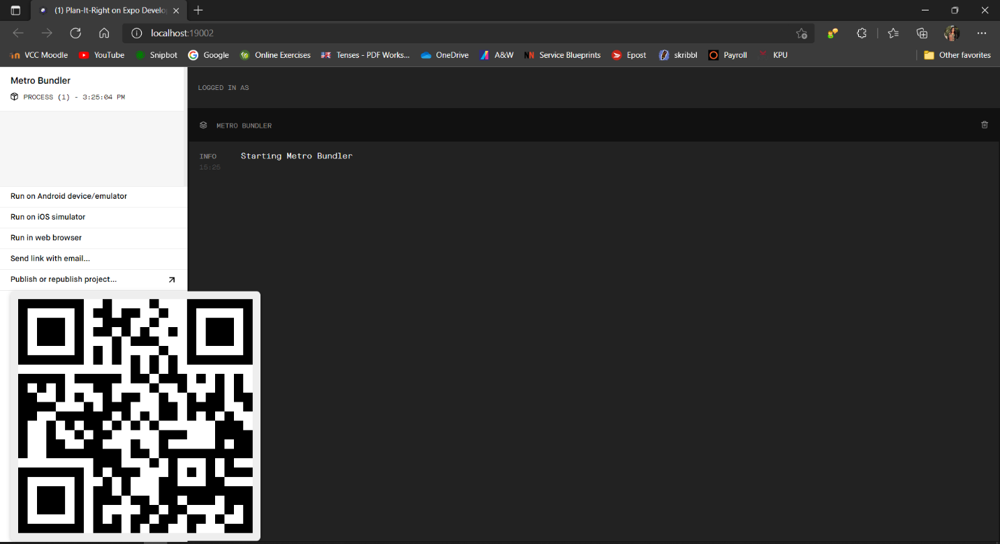 (1) Plan-It-Right on Expo Develo
localhost:19002
VCC Moodle
YouTube
Snipbot
Google
Online Exercises
Tenses - PDF Works...
OneDrive
A&W
Service Blueprints
Epost
skribbl
Payroll
KPU
Other favorites
Metro Bundler
PROCESS (1) - 3:25:04 PM
Run on Android device/emulator
Run on iOS simulator
Run in web browser
Send link with email...
Publish or republish project...
LOGGED IN AS
METRO BUNDLER
INFO Starting Metro Bundler
15:25